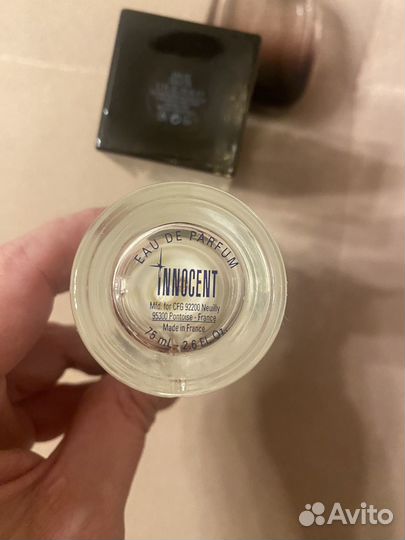 EAU DE PARFUM
INNOCENT
Mfd. for CFG 92200 Neuilly
95300 Pontoise - France
Made in France
75 mL - 2.6 Fl. Oz.
Avito